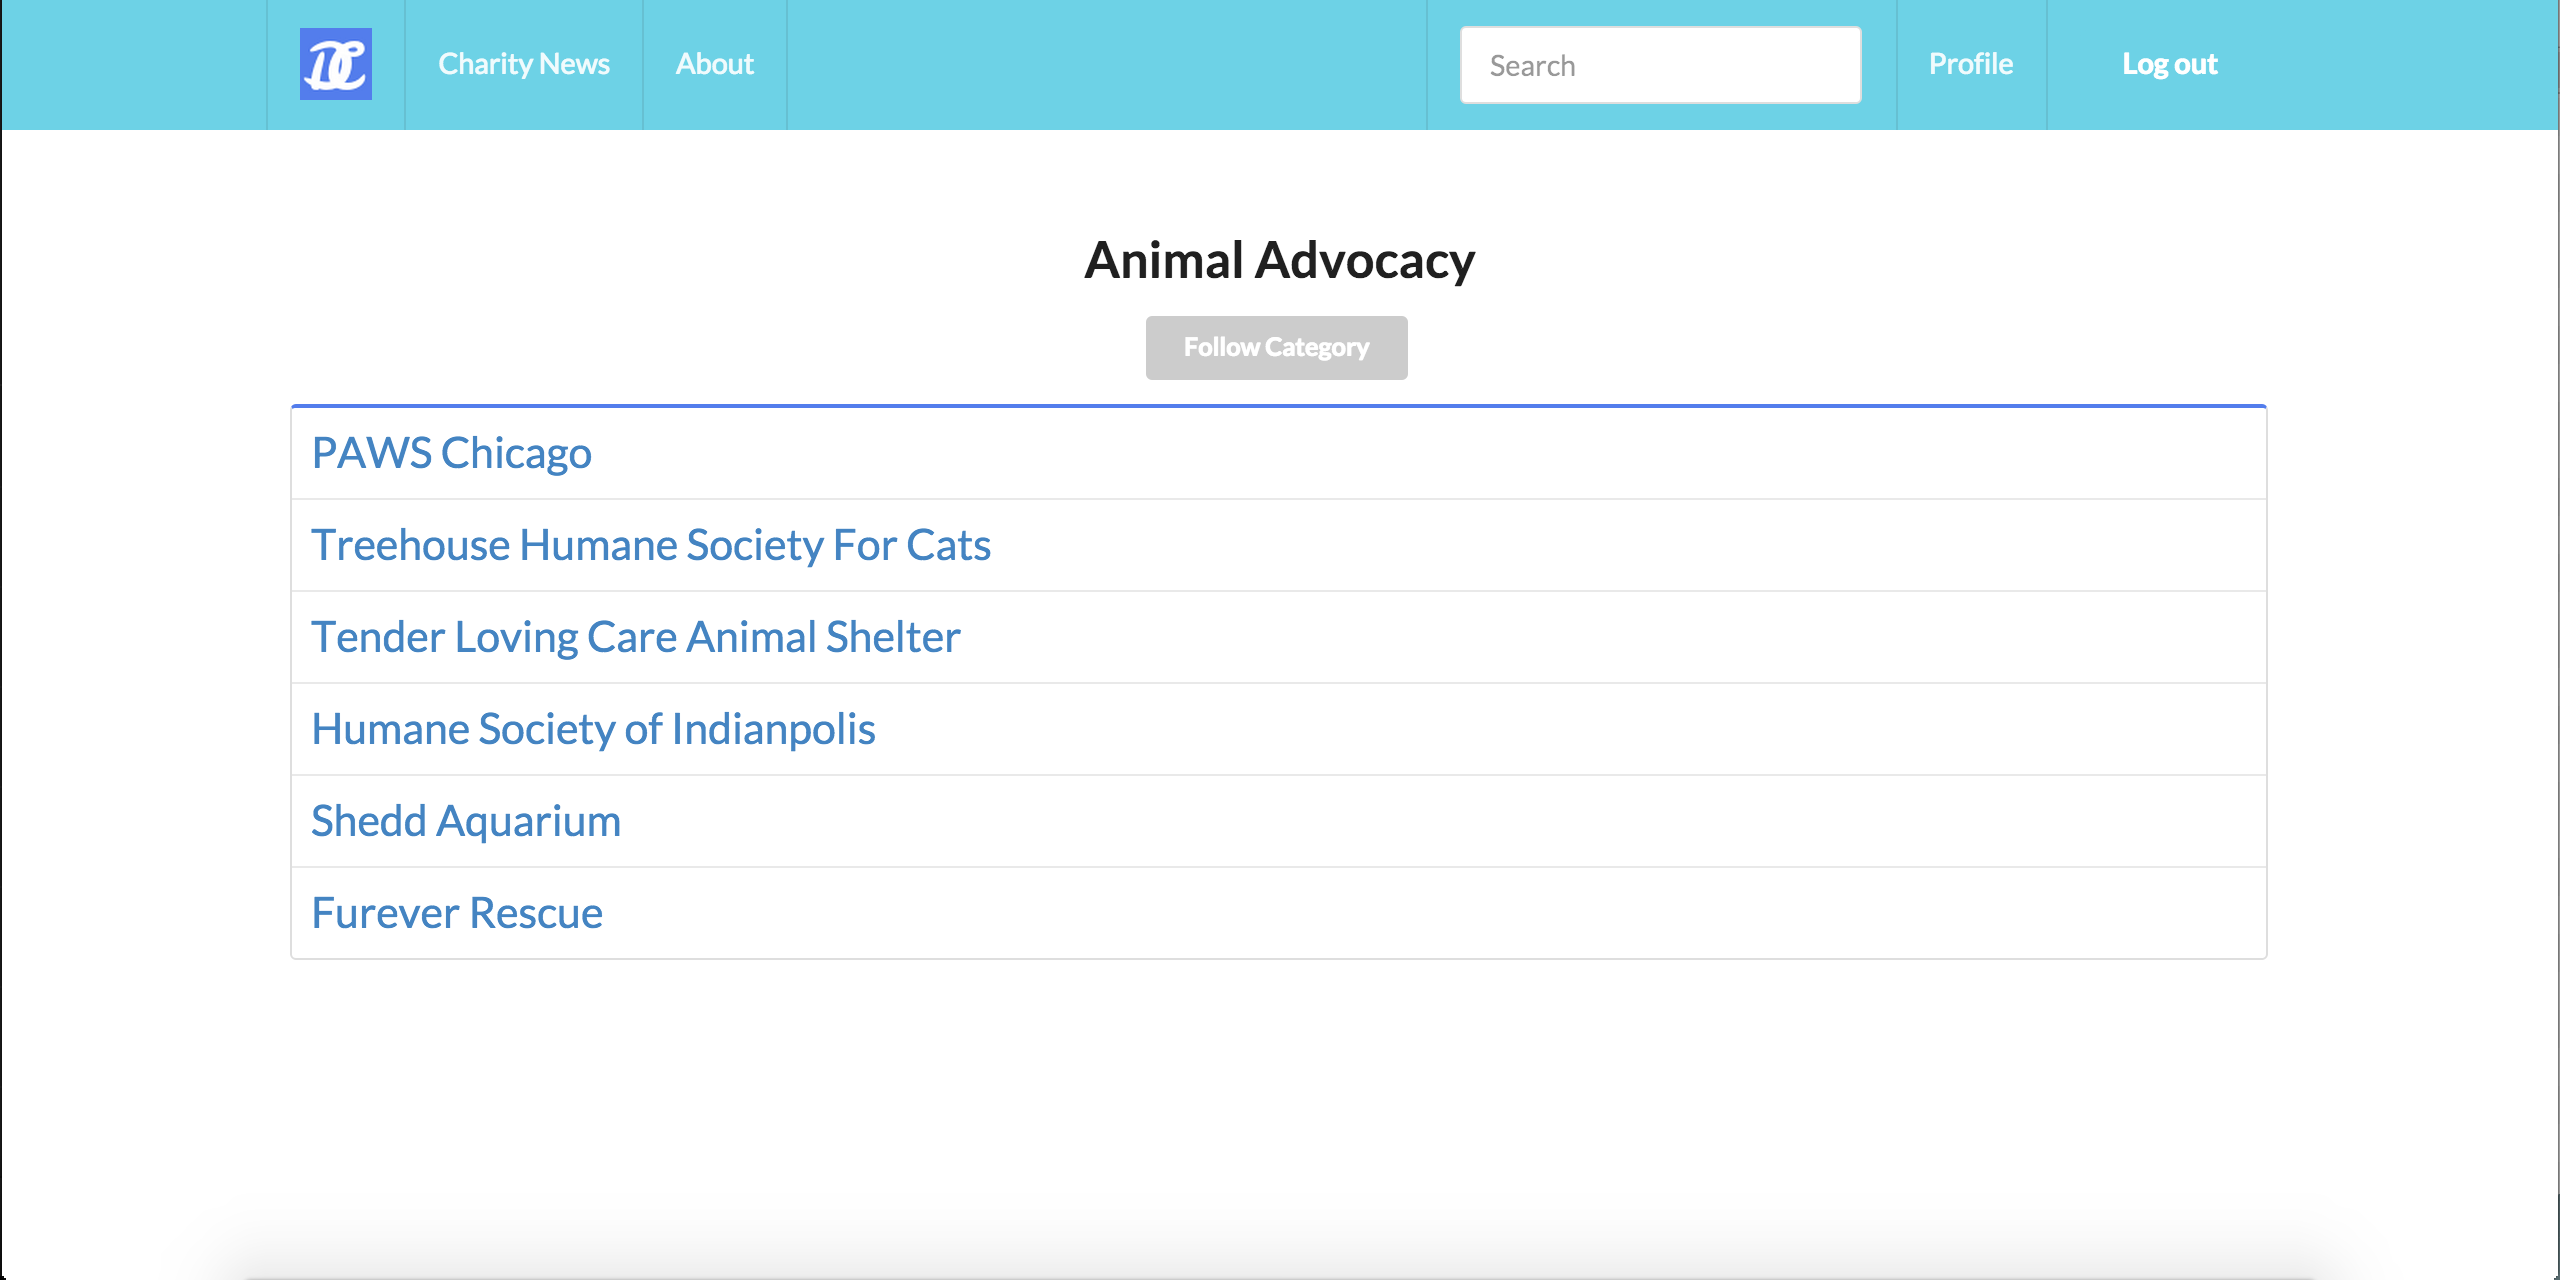 DC
Charity News
About
Search
Profile
Log out
Animal Advocacy
Follow Category
PAWS Chicago
Treehouse Humane Society For Cats
Tender Loving Care Animal Shelter
Humane Society of Indianpolis
Shedd Aquarium
Furever Rescue